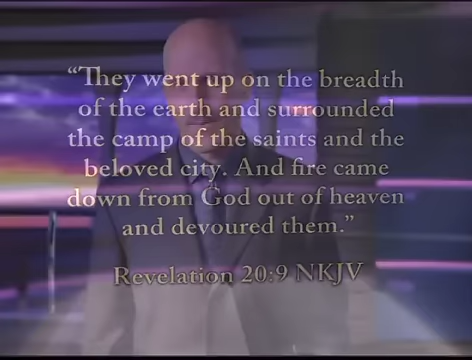 “They went up on the breadth
of the earth and surrounded
the camp of the saints and the
beloved city. And fire came
down from God out of heaven
and devoured them.”
Revelation 20:9 NKJV